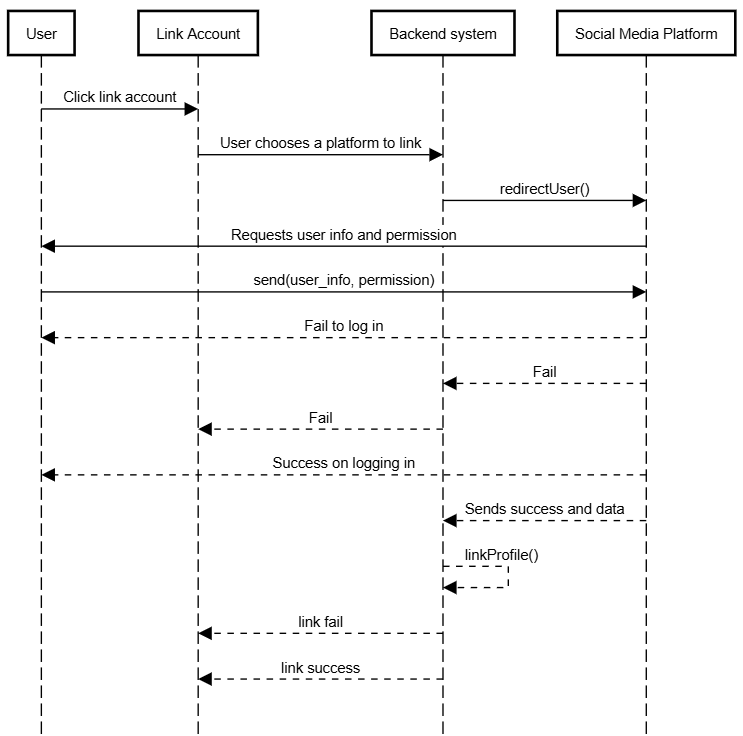 User
Link Account
Backend system
Social Media Platform
Click link account
User chooses a platform to link
redirectUser()
Requests user info and permission
send(user_info, permission)
Fail to log in
Fail
Fail
Success on logging in
Sends success and data
linkProfile()
link fail
link success